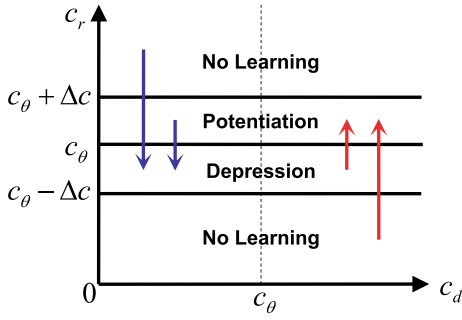 c_r
No Learning
c_θ + Δc
Potentiation
c_θ
Depression
c_θ − Δc
No Learning
0
c_θ
c_d